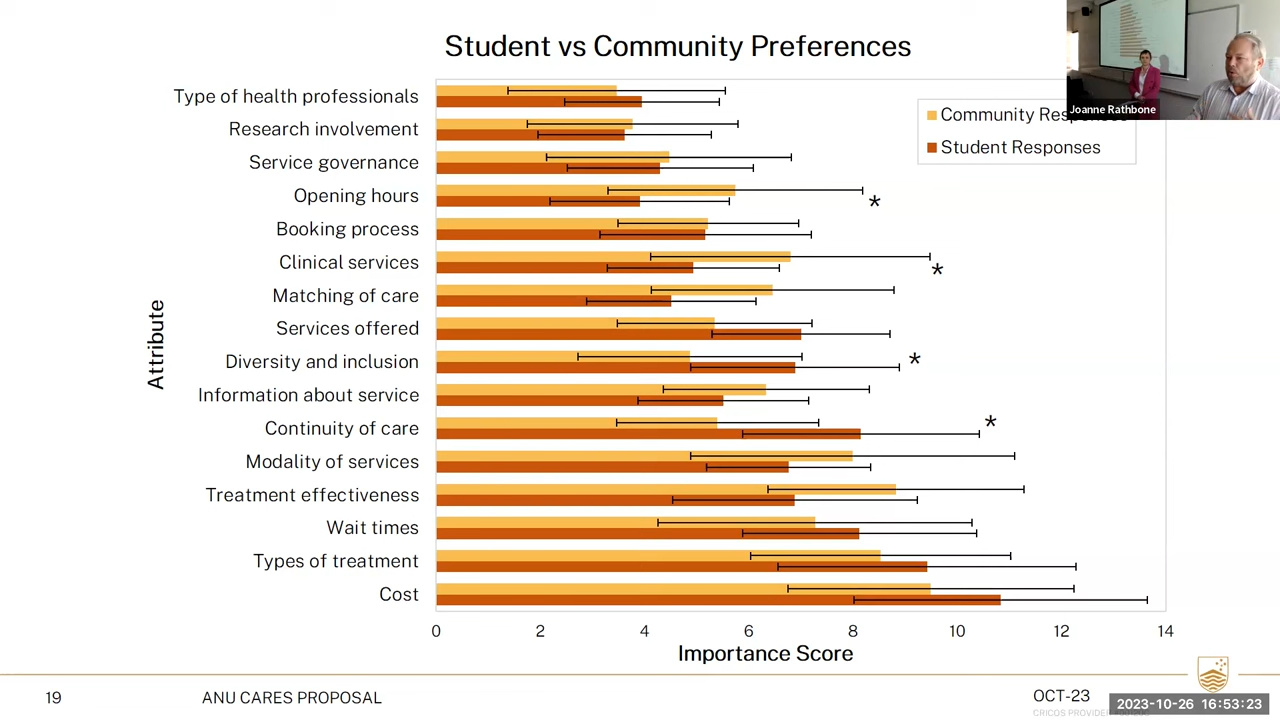 Student vs Community Preferences
Joanne Rathbone
Community Responses
Student Responses
Attribute
Type of health professionals
Research involvement
Service governance
Opening hours
*
Booking process
Clinical services
*
Matching of care
Services offered
Diversity and inclusion
*
Information about service
Continuity of care
*
Modality of services
Treatment effectiveness
Wait times
Types of treatment
Cost
0 2 4 6 8 10 12 14
Importance Score
19 ANU CARES PROPOSAL OCT-23
CRICOS PROVIDER
2023-10-26 16:53:23